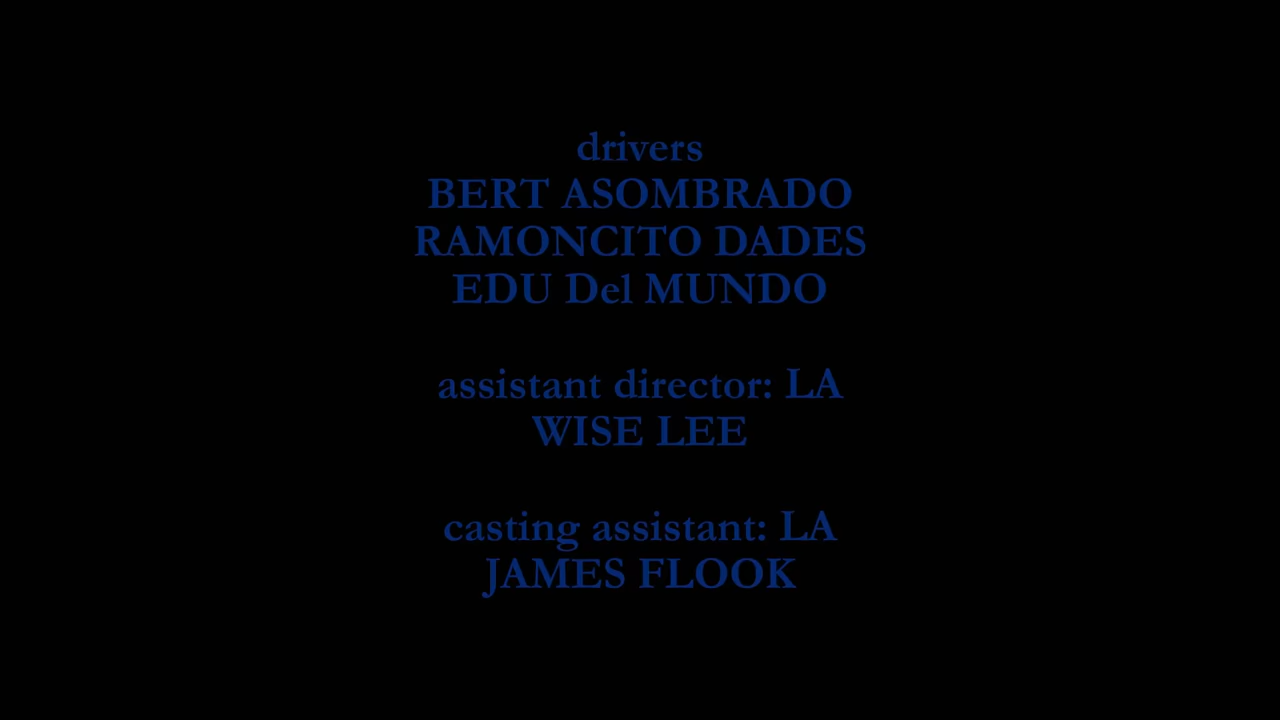 drivers
BERT ASOMBRADO
RAMONCITO DADES
EDU Del MUNDO
assistant director: LA
WISE LEE
casting assistant: LA
JAMES FLOOK